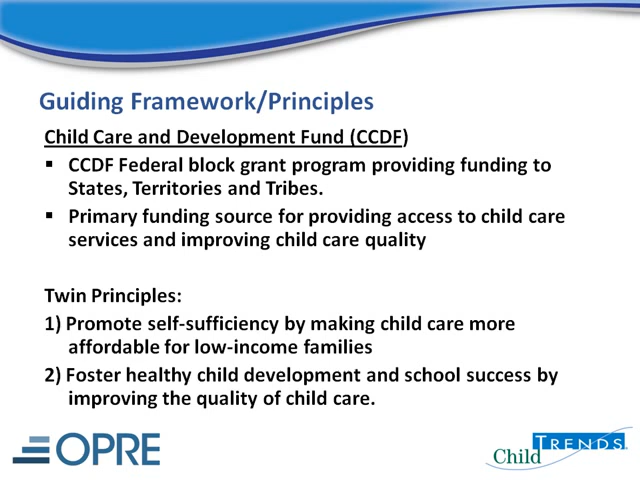 Guiding Framework/Principles
Child Care and Development Fund (CCDF)
▪ CCDF Federal block grant program providing funding to
States, Territories and Tribes.
▪ Primary funding source for providing access to child care
services and improving child care quality
Twin Principles:
1) Promote self-sufficiency by making child care more
affordable for low-income families
2) Foster healthy child development and school success by
improving the quality of child care.
OPRE
Child TRENDS